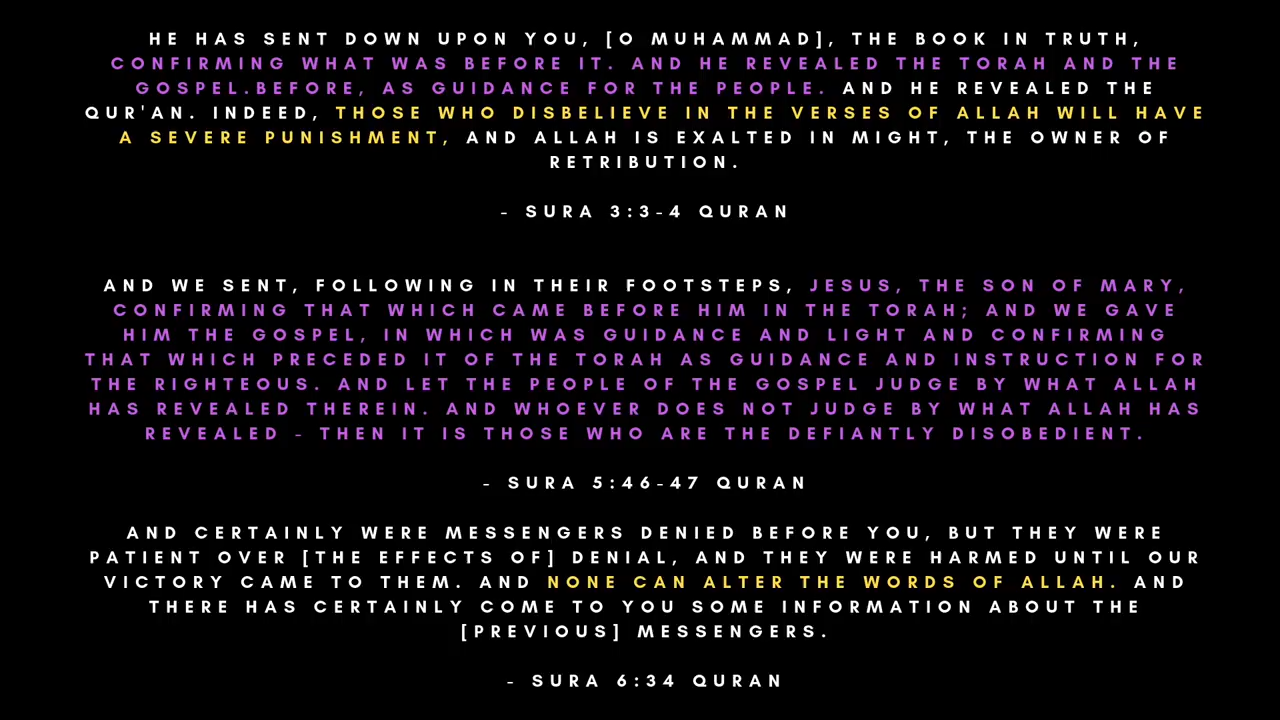 HE HAS SENT DOWN UPON YOU, [O MUHAMMAD], THE BOOK IN TRUTH,
CONFIRMING WHAT WAS BEFORE IT. AND HE REVEALED THE TORAH AND THE
GOSPEL.BEFORE, AS GUIDANCE FOR THE PEOPLE. AND HE REVEALED THE
QUR'AN. INDEED, THOSE WHO DISBELIEVE IN THE VERSES OF ALLAH WILL HAVE
A SEVERE PUNISHMENT, AND ALLAH IS EXALTED IN MIGHT, THE OWNER OF
RETRIBUTION.
- SURA 3:3-4 QURAN
AND WE SENT, FOLLOWING IN THEIR FOOTSTEPS, JESUS, THE SON OF MARY,
CONFIRMING THAT WHICH CAME BEFORE HIM IN THE TORAH; AND WE GAVE
HIM THE GOSPEL, IN WHICH WAS GUIDANCE AND LIGHT AND CONFIRMING
THAT WHICH PRECEDED IT OF THE TORAH AS GUIDANCE AND INSTRUCTION FOR
THE RIGHTEOUS. AND LET THE PEOPLE OF THE GOSPEL JUDGE BY WHAT ALLAH
HAS REVEALED THEREIN. AND WHOEVER DOES NOT JUDGE BY WHAT ALLAH HAS
REVEALED - THEN IT IS THOSE WHO ARE THE DEFIANTLY DISOBEDIENT.
- SURA 5:46-47 QURAN
AND CERTAINLY WERE MESSENGERS DENIED BEFORE YOU, BUT THEY WERE
PATIENT OVER [THE EFFECTS OF] DENIAL, AND THEY WERE HARMED UNTIL OUR
VICTORY CAME TO THEM. AND NONE CAN ALTER THE WORDS OF ALLAH. AND
THERE HAS CERTAINLY COME TO YOU SOME INFORMATION ABOUT THE
[PREVIOUS] MESSENGERS.
- SURA 6:34 QURAN